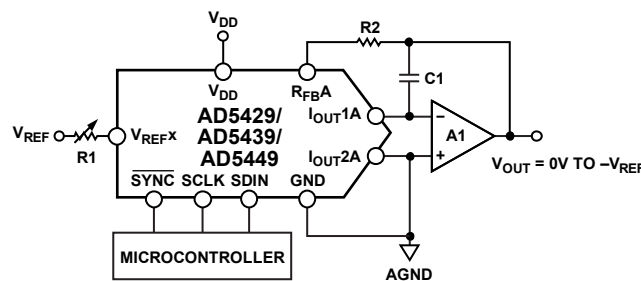 VDD
R2
VDD
RFBA
C1
AD5429/
AD5439/
AD5449
IOUT1A
VREF
R1
VREFx
−
A1
+
IOUT2A
VOUT = 0V TO –VREF
SYNC SCLK SDIN GND
MICROCONTROLLER
AGND